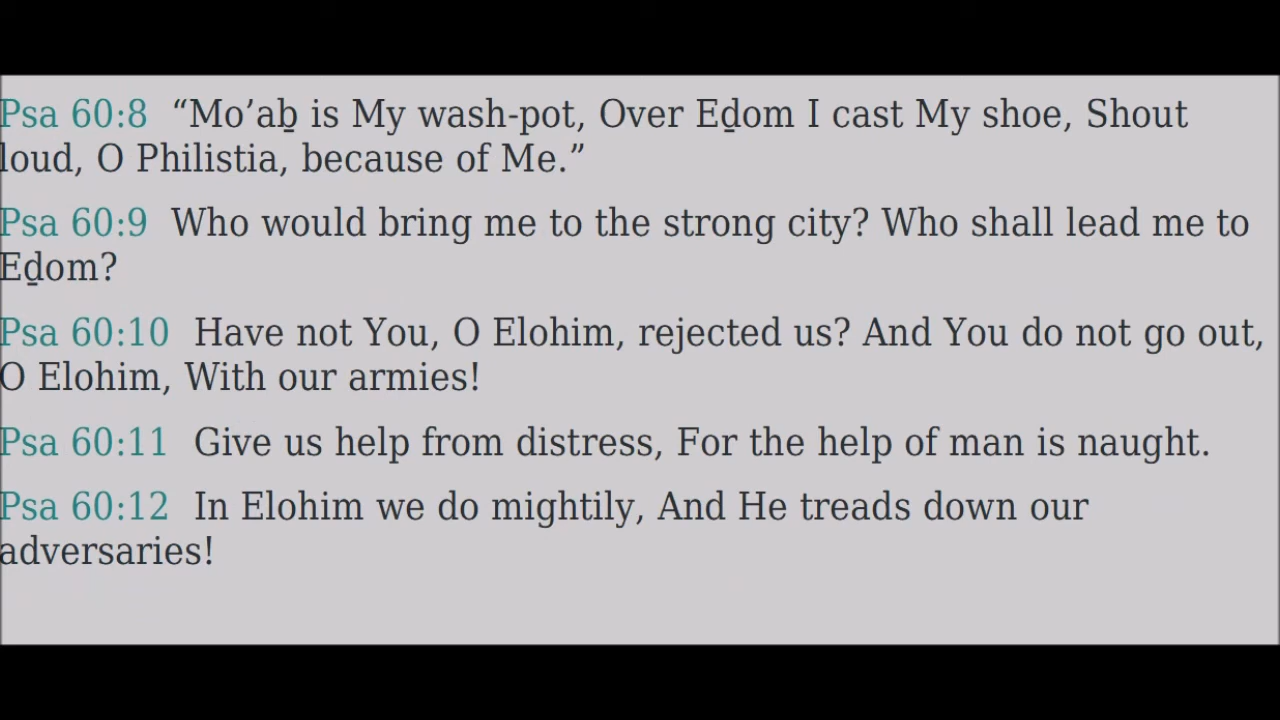 Psa 60:8 “Mo’aḇ is My wash-pot, Over Eḏom I cast My shoe, Shout
loud, O Philistia, because of Me.”
Psa 60:9 Who would bring me to the strong city? Who shall lead me to
Eḏom?
Psa 60:10 Have not You, O Elohim, rejected us? And You do not go out,
O Elohim, With our armies!
Psa 60:11 Give us help from distress, For the help of man is naught.
Psa 60:12 In Elohim we do mightily, And He treads down our
adversaries!